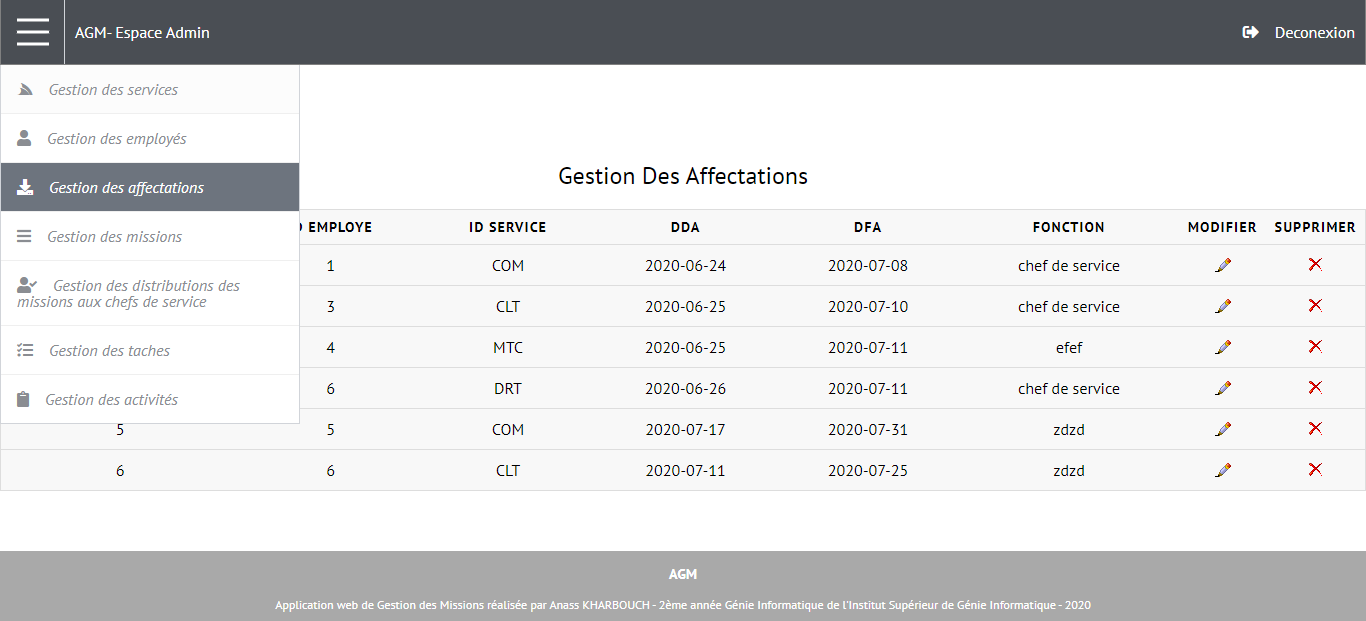 AGM- Espace Admin
Deconexion
Gestion des services
Gestion des employés
Gestion des affectations
Gestion des missions
Gestion des distributions des
missions aux chefs de service
Gestion des taches
Gestion des activités
Gestion Des Affectations
EMPLOYE ID SERVICE DDA DFA FONCTION MODIFIER SUPPRIMER
1 COM 2020-06-24 2020-07-08 chef de service
3 CLT 2020-06-25 2020-07-10 chef de service
4 MTC 2020-06-25 2020-07-11 efef
6 DRT 2020-06-26 2020-07-11 chef de service
5 5 COM 2020-07-17 2020-07-31 zdzd
6 6 CLT 2020-07-11 2020-07-25 zdzd
AGM
Application web de Gestion des Missions réalisée par Anass KHARBOUCH - 2ème année Génie Informatique de l'Institut Supérieur de Génie Informatique - 2020